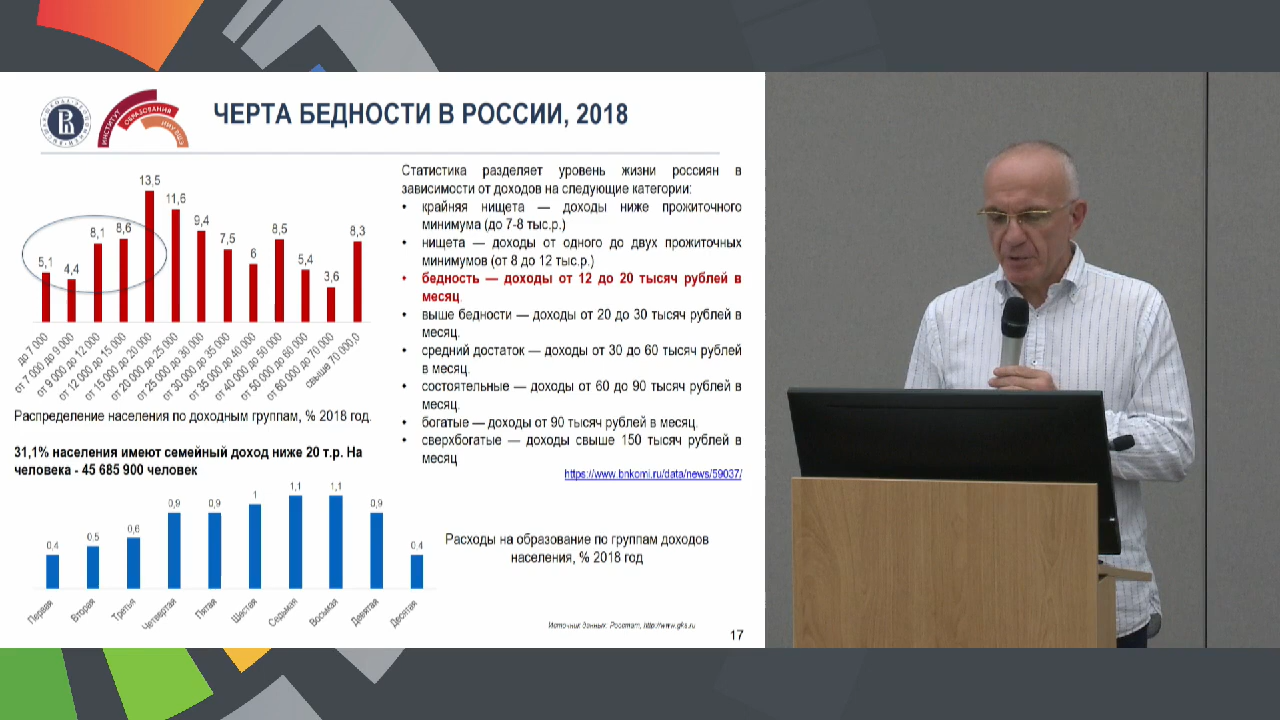 ИНСТИТУТ
ОБРАЗОВАНИЯ
НИУ ВШЭ
ЧЕРТА БЕДНОСТИ В РОССИИ, 2018
5,1
4,4
8,1
8,6
13,5
11,6
9,4
7,5
6
8,5
5,4
3,6
8,3
до 7 000
от 7 000 до 9 000
от 9 000 до 12 000
от 12 000 до 15 000
от 15 000 до 20 000
от 20 000 до 25 000
от 25 000 до 30 000
от 30 000 до 35 000
от 35 000 до 40 000
от 40 000 до 50 000
от 50 000 до 60 000
от 60 000 до 70 000
свыше 70 000,0
Распределение населения по доходным группам, % 2018 год.
31,1% населения имеют семейный доход ниже 20 т.р. На
человека - 45 685 900 человек
0,4
0,5
0,6
0,9
0,9
1
1,1
1,1
0,9
0,4
Первая
Вторая
Третья
Четвертая
Пятая
Шестая
Седьмая
Восьмая
Девятая
Десятая
Статистика разделяет уровень жизни россиян в
зависимости от доходов на следующие категории:
• крайняя нищета — доходы ниже прожиточного
минимума (до 7-8 тыс.р.)
• нищета — доходы от одного до двух прожиточных
минимумов (от 8 до 12 тыс.р.)
• бедность — доходы от 12 до 20 тысяч рублей в
месяц
• выше бедности — доходы от 20 до 30 тысяч рублей в
месяц.
• средний достаток — доходы от 30 до 60 тысяч рублей
в месяц.
• состоятельные — доходы от 60 до 90 тысяч рублей в
месяц.
• богатые — доходы от 90 тысяч рублей в месяц.
• сверхбогатые — доходы свыше 150 тысяч рублей в
месяц
https://www.bnkomi.ru/data/news/59037/
Расходы на образование по группам доходов
населения, % 2018 год
Источник данных: Росстат, http://www.gks.ru
17